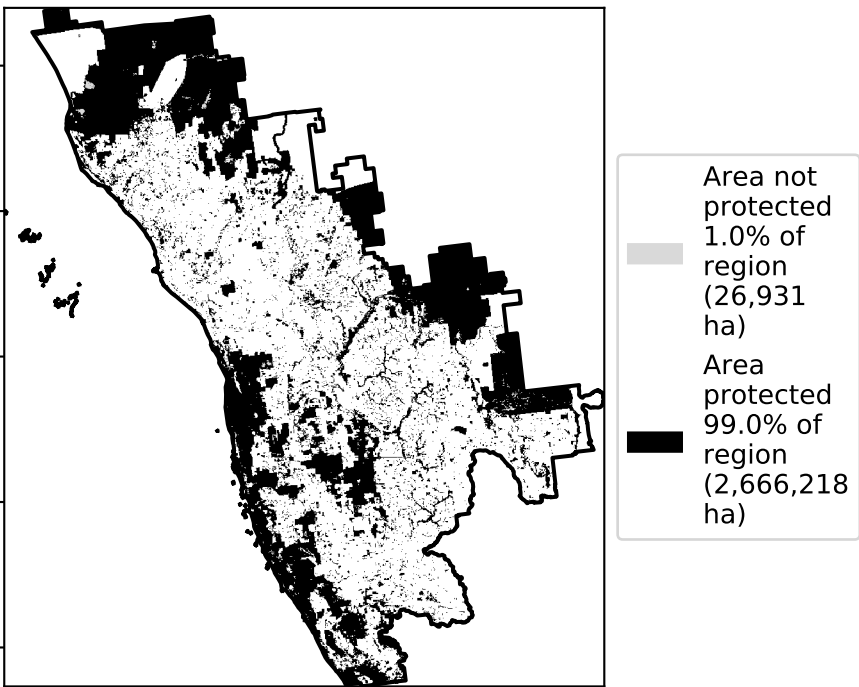 Area not
protected
1.0% of
region
(26,931
ha)
Area
protected
99.0% of
region
(2,666,218
ha)